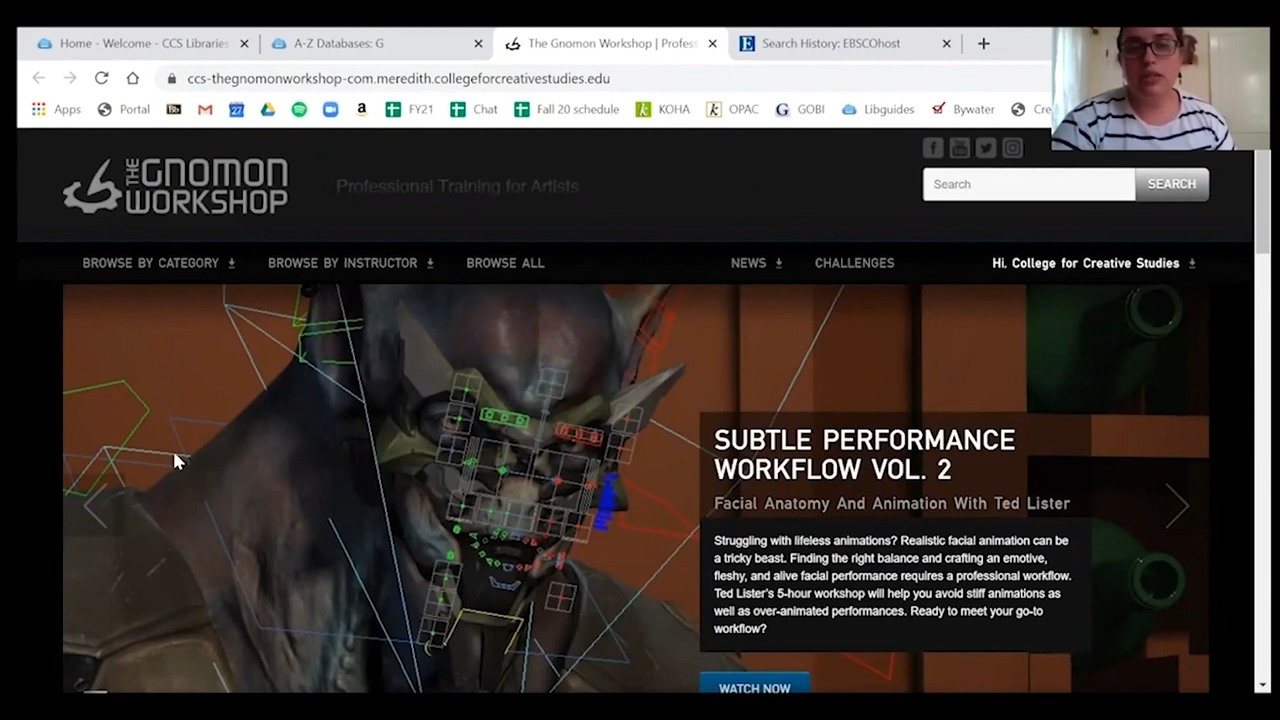 Home - Welcome - CCS Libraries
A-Z Databases: G
The Gnomon Workshop | Profess
E Search History: EBSCOhost
ccs-thegnomonworkshop-com.meredith.collegeforcreativestudies.edu
Apps Portal Bb 27 a FY21 Chat Fall 20 schedule k KOHA k OPAC G GOBI Libguides Bywater Cre
THE GNOMON
WORKSHOP
Professional Training for Artists
f You Tube
Search SEARCH
BROWSE BY CATEGORY BROWSE BY INSTRUCTOR BROWSE ALL NEWS CHALLENGES Hi, College for Creative Studies
SUBTLE PERFORMANCE
WORKFLOW VOL. 2
Facial Anatomy And Animation With Ted Lister
Struggling with lifeless animations? Realistic facial animation can be
a tricky beast. Finding the right balance and crafting an emotive,
fleshy, and alive facial performance requires a professional workflow.
Ted Lister's 5-hour workshop will help you avoid stiff animations as
well as over-animated performances. Ready to meet your go-to
workflow?
WATCH NOW